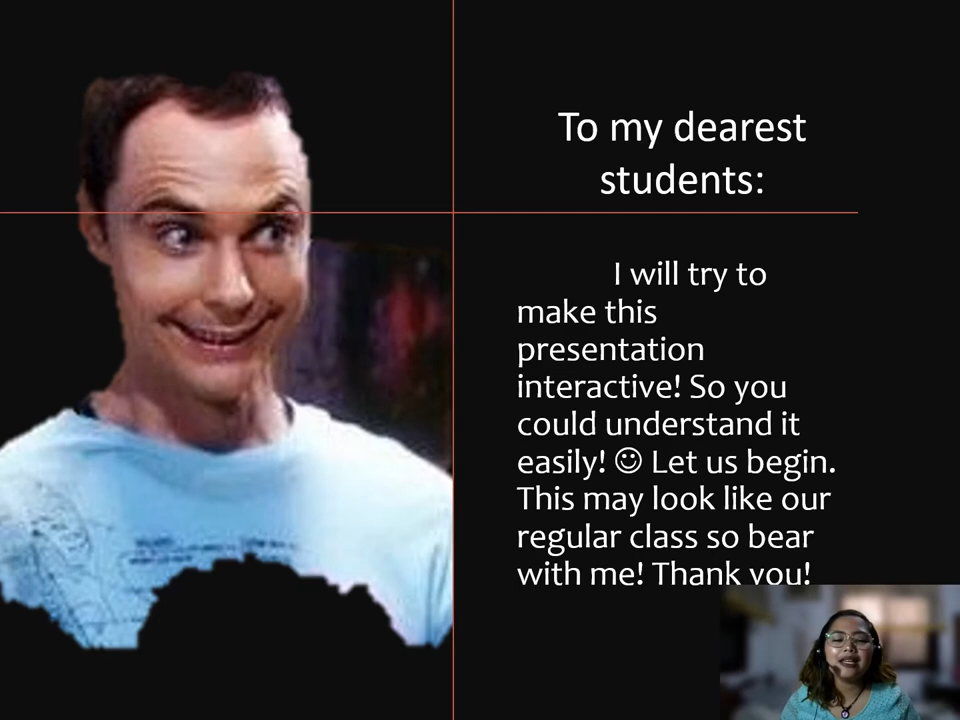 To my dearest
students:
I will try to
make this
presentation
interactive! So you
could understand it
easily! ☺ Let us begin.
This may look like our
regular class so bear
with me! Thank you!